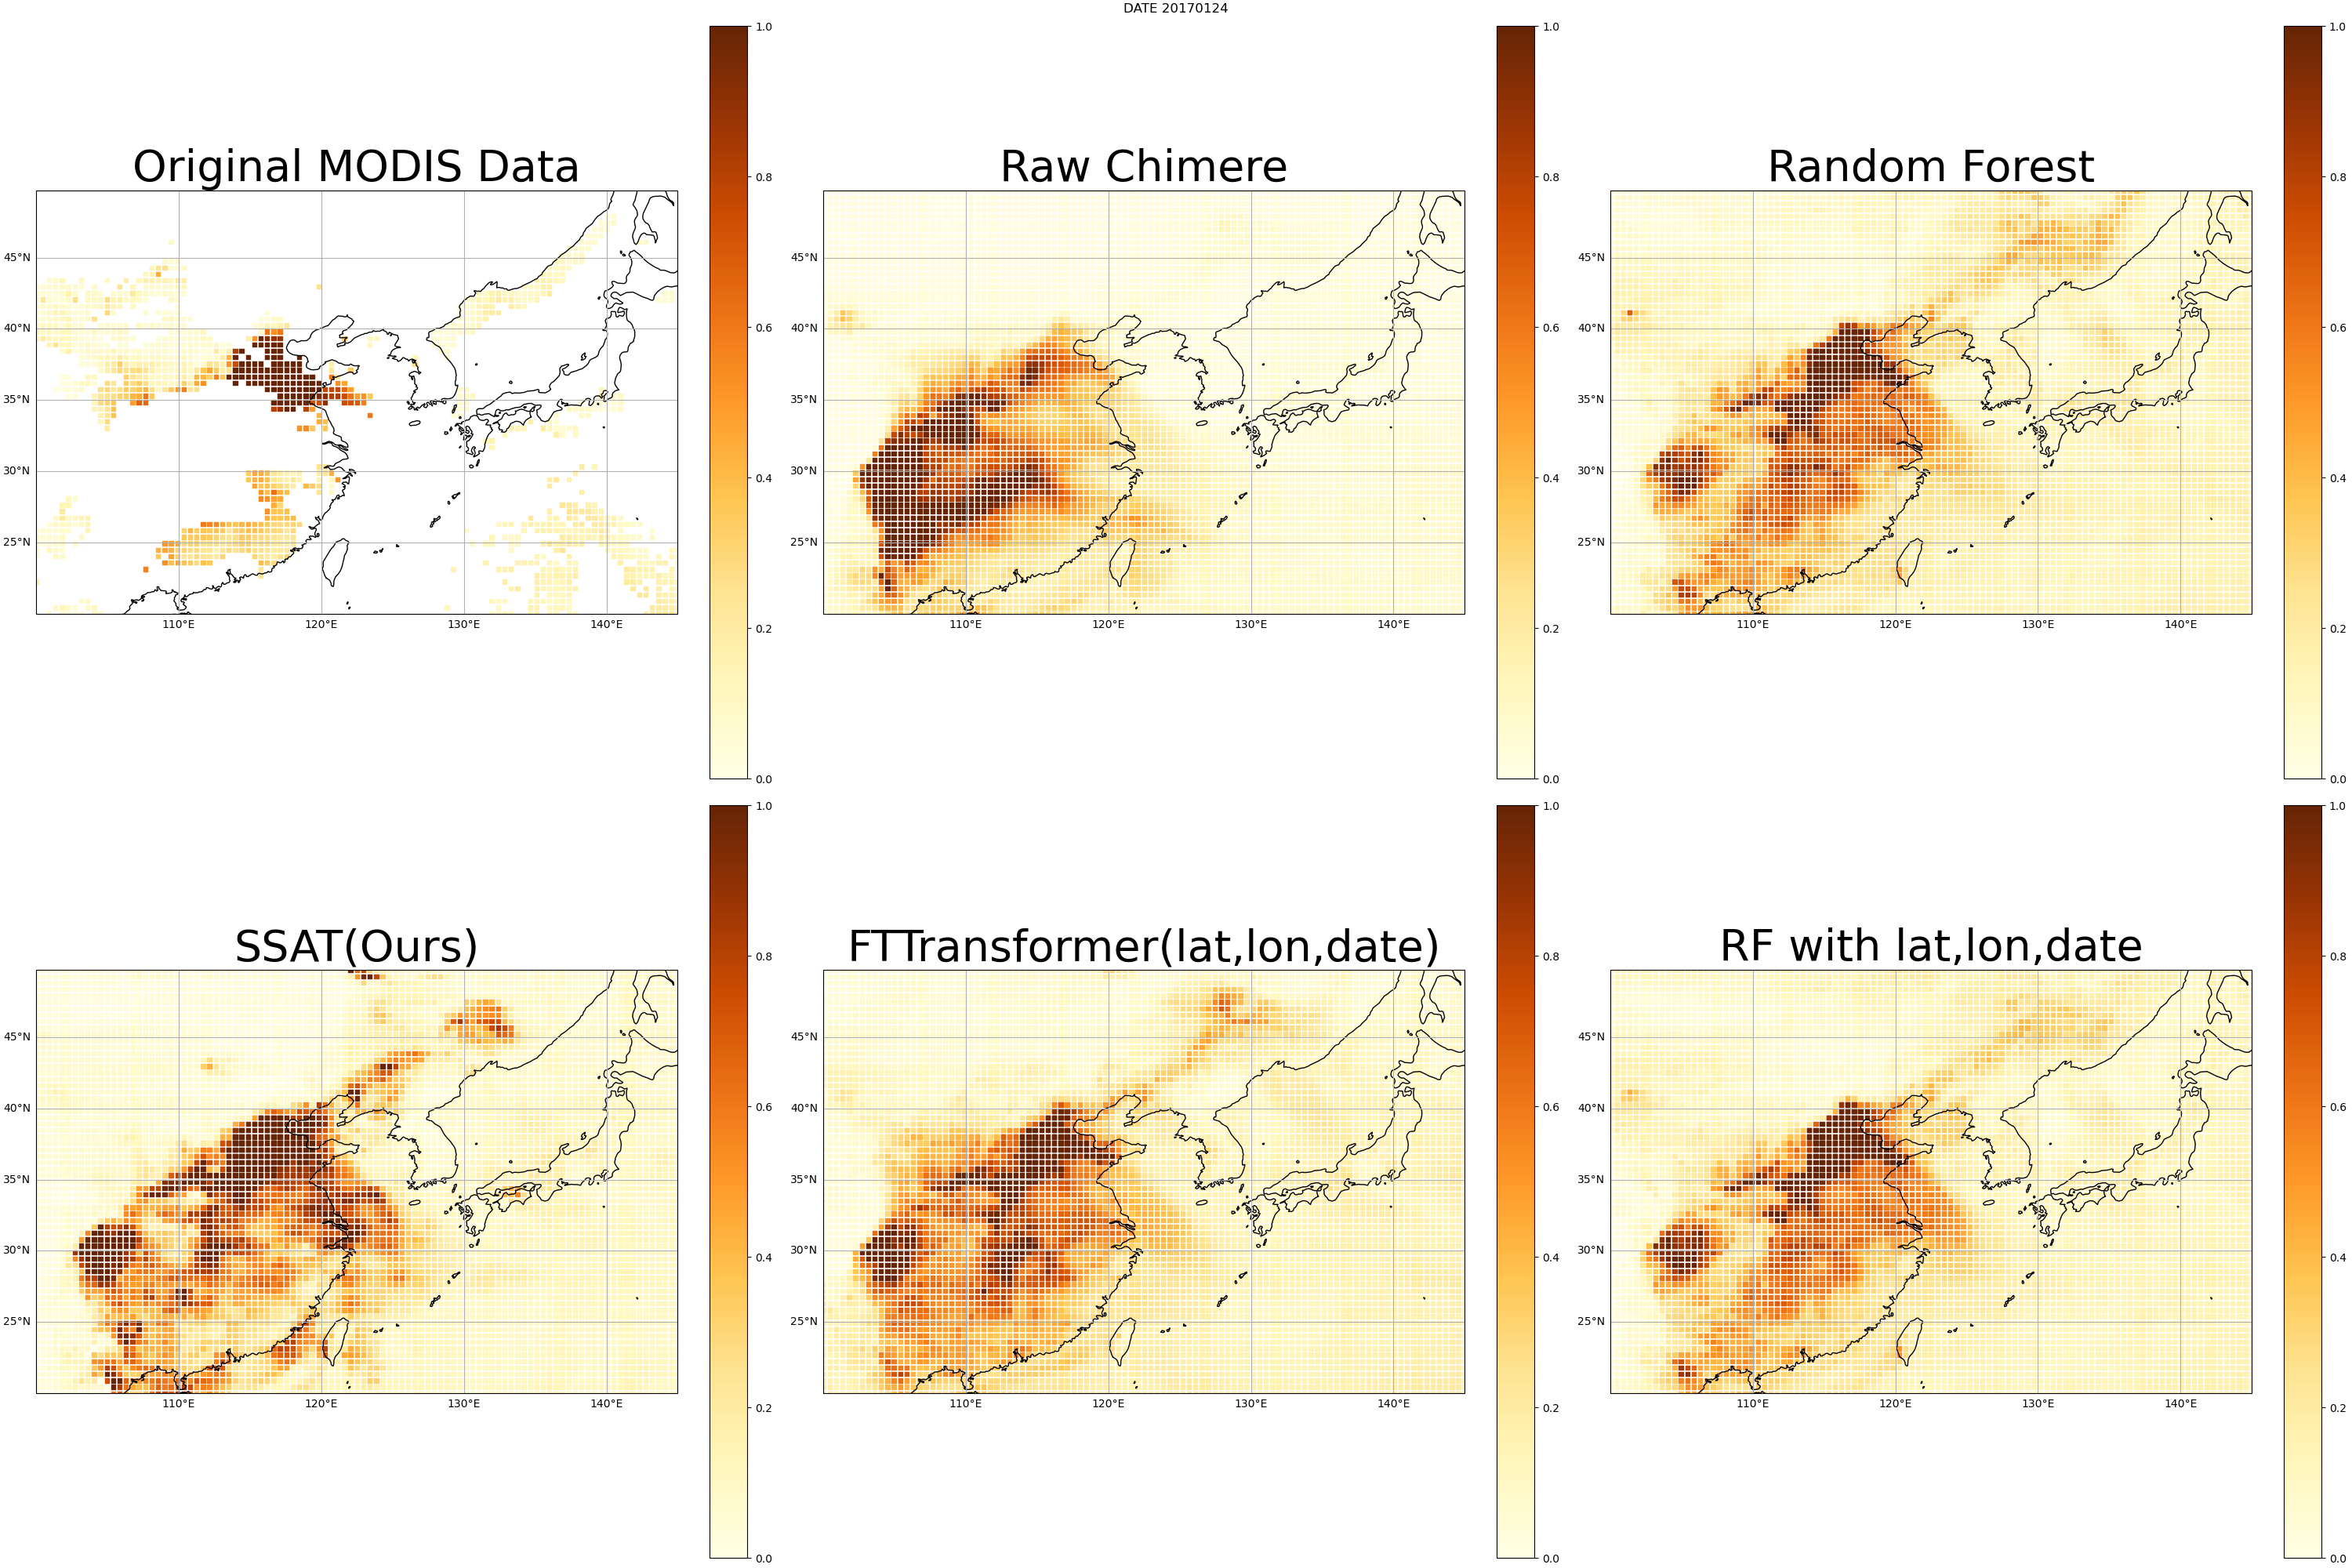 DATE 20170124
Original MODIS Data
45°N
40°N
35°N
30°N
25°N
110°E 120°E 130°E 140°E
1.0
0.8
0.6
0.4
0.2
0.0
Raw Chimere
45°N
40°N
35°N
30°N
25°N
110°E 120°E 130°E 140°E
1.0
0.8
0.6
0.4
0.2
0.0
Random Forest
45°N
40°N
35°N
30°N
25°N
110°E 120°E 130°E 140°E
1.0
0.8
0.6
0.4
0.2
0.0
SSAT(Ours)
45°N
40°N
35°N
30°N
25°N
110°E 120°E 130°E 140°E
1.0
0.8
0.6
0.4
0.2
0.0
FTTransformer(lat,lon,date)
45°N
40°N
35°N
30°N
25°N
110°E 120°E 130°E 140°E
1.0
0.8
0.6
0.4
0.2
0.0
RF with lat,lon,date
45°N
40°N
35°N
30°N
25°N
110°E 120°E 130°E 140°E
1.0
0.8
0.6
0.4
0.2
0.0